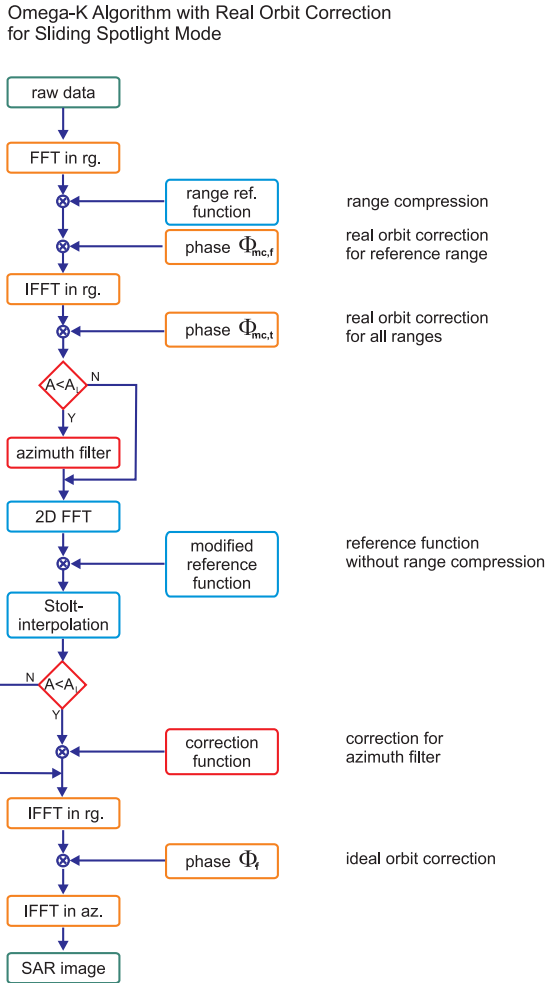 Omega-K Algorithm with Real Orbit Correction
for Sliding Spotlight Mode
raw data
FFT in rg.
range ref.
function
range compression
phase Φmc,f
real orbit correction
for reference range
IFFT in rg.
phase Φmc,t
real orbit correction
for all ranges
A<AL
N
Y
azimuth filter
2D FFT
modified
reference
function
reference function
without range compression
Stolt-
interpolation
N
A<AL
Y
correction
function
correction for
azimuth filter
IFFT in rg.
phase Φf
ideal orbit correction
IFFT in az.
SAR image